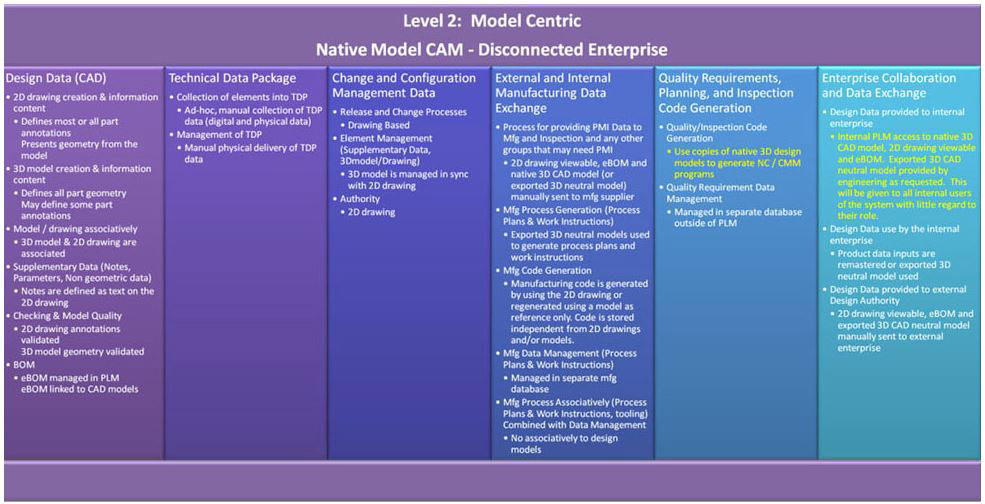 Level 2:  Model Centric
Native Model CAM - Disconnected Enterprise
Design Data (CAD)
• 2D drawing creation & information
content
• Defines most or all part
annotations
Presents geometry from the
model
• 3D model creation & information
content
• Defines all part geometry
May define some part
annotations
• Model / drawing associatively
• 3D model & 2D drawing are
associated
• Supplementary Data (Notes,
Parameters, Non geometric data)
• Notes are defined as text on the
2D drawing
• Checking & Model Quality
• 2D drawing annotations
validated
3D model geometry validated
• BOM
• eBOM managed in PLM
eBOM linked to CAD models
Technical Data Package
• Collection of elements into TDP
• Ad-hoc, manual collection of TDP
data (digital and physical data)
• Management of TDP
• Manual physical delivery of TDP
data
Change and Configuration
Management Data
• Release and Change Processes
• Drawing Based
• Element Management
(Supplementary Data,
3Dmodel/Drawing)
• 3D model is managed in sync
with 2D drawing
• Authority
• 2D drawing
External and Internal
Manufacturing Data
Exchange
• Process for providing PMI Data to
Mfg and Inspection and any other
groups that may need PMI
• 2D drawing viewable, eBOM and
native 3D CAD model (or
exported 3D neutral model)
manually sent to mfg supplier
• Mfg Process Generation (Process
Plans & Work Instructions)
• Exported 3D neutral models used
to generate process plans and
work instructions
• Mfg Code Generation
• Manufacturing code is generated
by using the 2D drawing or
regenerated using a model as
reference only. Code is stored
independent from 2D drawings
and/or models.
• Mfg Data Management (Process
Plans & Work Instructions)
• Managed in separate mfg
database
• Mfg Process Associatively (Process
Plans & Work Instructions, tooling)
Combined with Data Management
• No associatively to design
models
Quality Requirements,
Planning, and Inspection
Code Generation
• Quality/Inspection Code
Generation
• Use copies of native 3D design
models to generate NC / CMM
programs
• Quality Requirement Data
Management
• Managed in separate database
outside of PLM
Enterprise Collaboration
and Data Exchange
• Design Data provided to internal
enterprise
• Internal PLM access to native 3D
CAD model, 2D drawing viewable
and eBOM.  Exported 3D CAD
neutral model provided by
engineering as requested.  This
will be given to all internal users
of the system with little regard to
their role.
• Design Data use by the internal
enterprise
• Product data inputs are
remastered or exported 3D
neutral model used
• Design Data provided to external
Design Authority
• 2D drawing viewable, eBOM and
exported 3D CAD neutral model
manually sent to external
enterprise